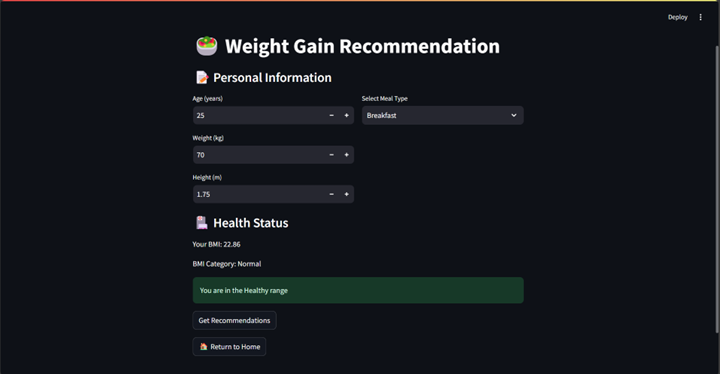 Deploy
Weight Gain Recommendation
Personal Information
Age (years)
25
Select Meal Type
Breakfast
Weight (kg)
70
Height (m)
1.75
Health Status
Your BMI: 22.86
BMI Category: Normal
You are in the Healthy range
Get Recommendations
Return to Home